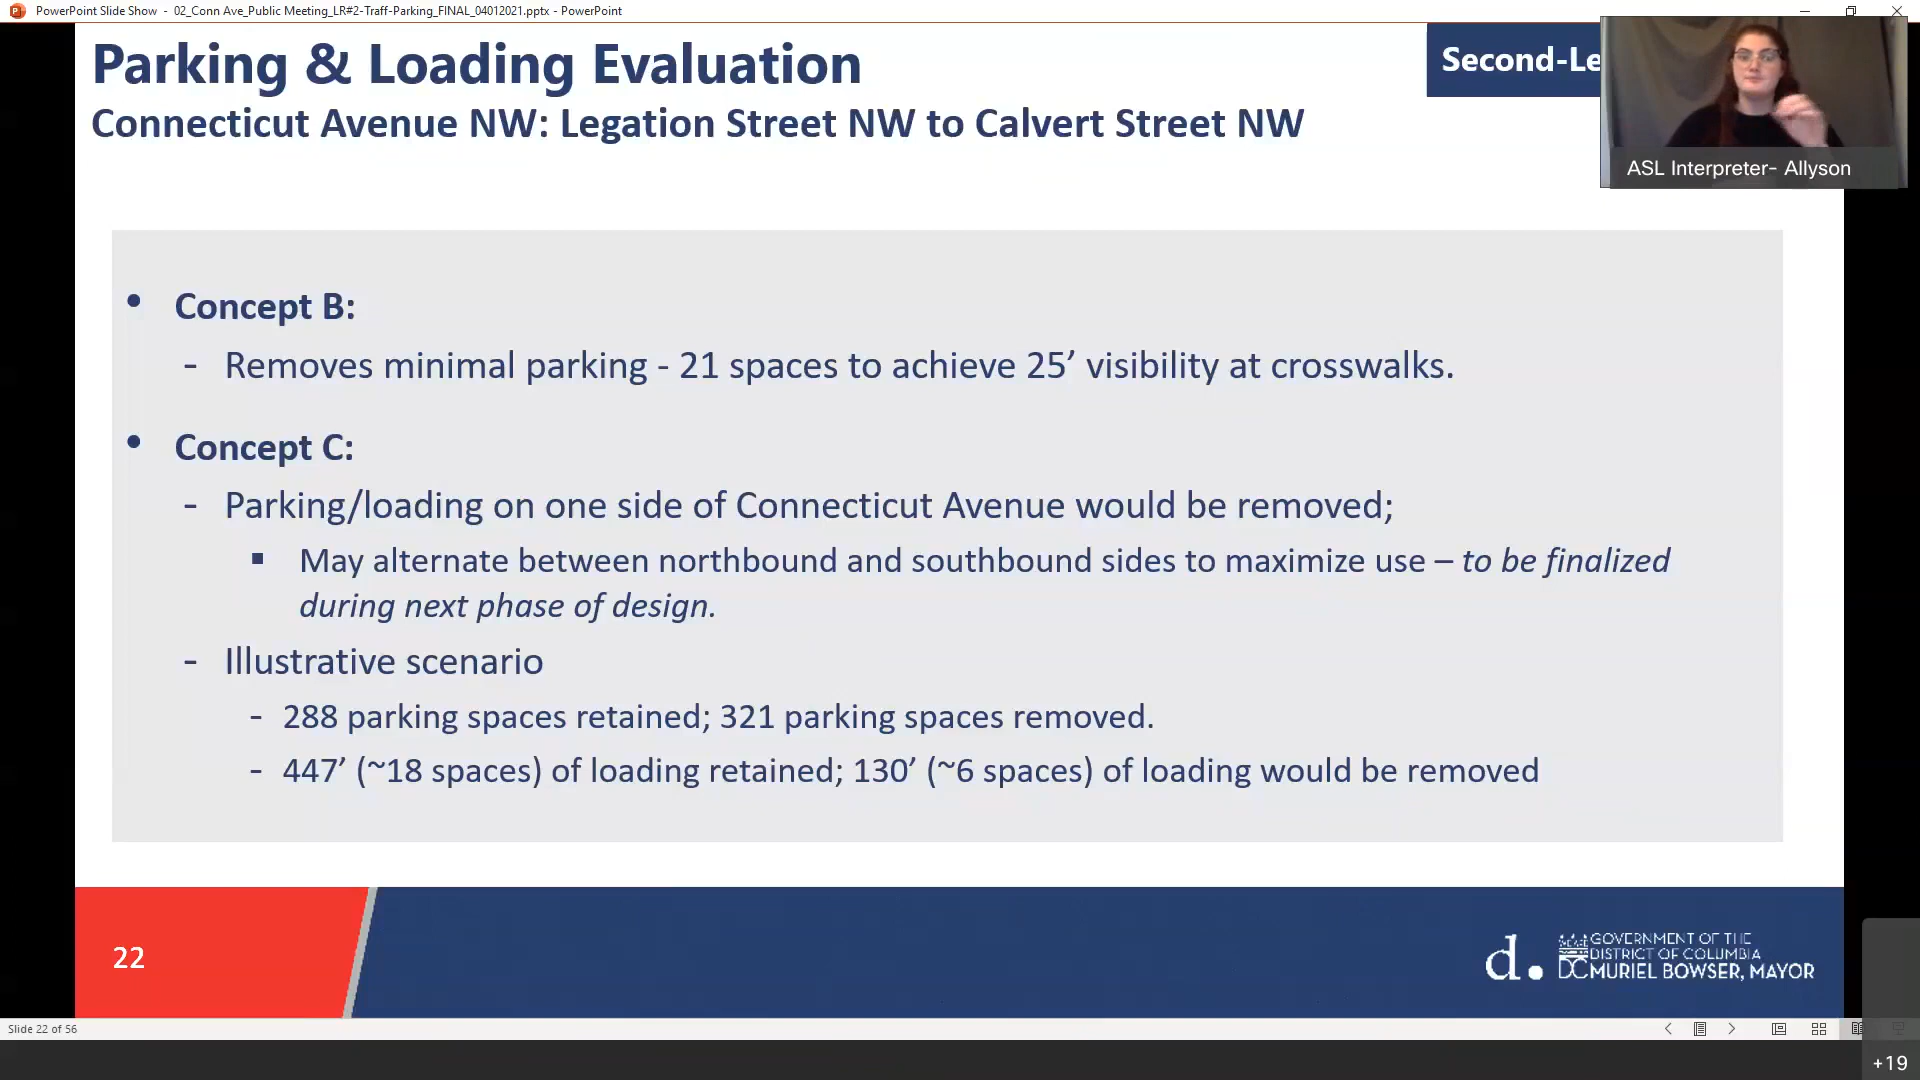 PowerPoint Slide Show - 02_Conn Ave_Public Meeting_LR#2-Traff-Parking_FINAL_04012021.pptx - PowerPoint
Parking & Loading Evaluation
Second-Le
Connecticut Avenue NW: Legation Street NW to Calvert Street NW
ASL Interpreter- Allyson
• Concept B:
- Removes minimal parking - 21 spaces to achieve 25’ visibility at crosswalks.
• Concept C:
- Parking/loading on one side of Connecticut Avenue would be removed;
▪ May alternate between northbound and southbound sides to maximize use – to be finalized
during next phase of design.
- Illustrative scenario
- 288 parking spaces retained; 321 parking spaces removed.
- 447’ (~18 spaces) of loading retained; 130’ (~6 spaces) of loading would be removed
22
d.
GOVERNMENT OF THE
DISTRICT OF COLUMBIA
DC MURIEL BOWSER, MAYOR
Slide 22 of 56
+19